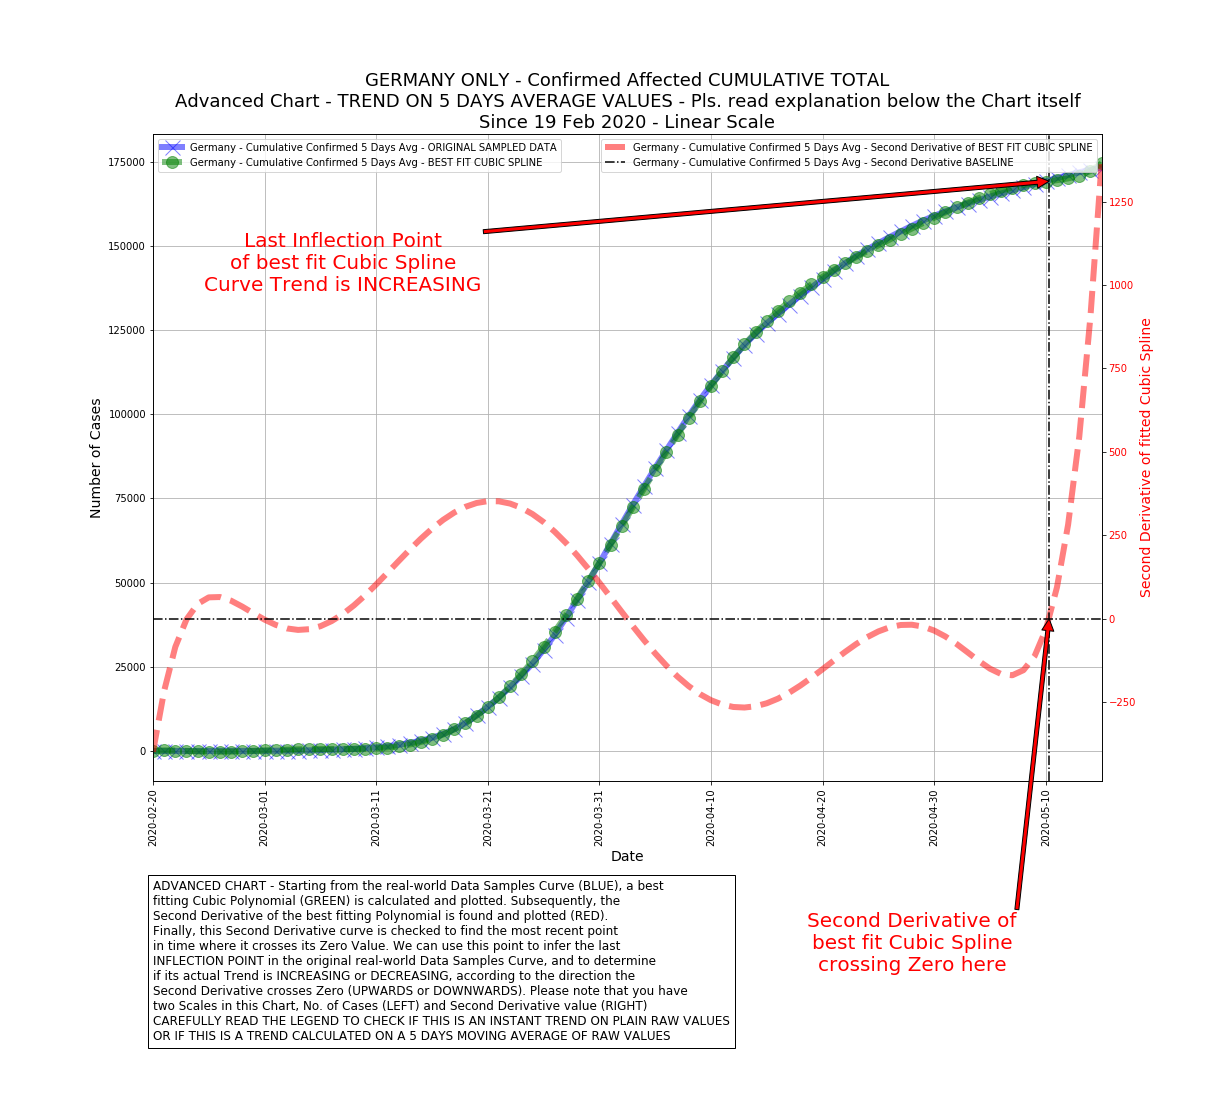 GERMANY ONLY - Confirmed Affected CUMULATIVE TOTAL
Advanced Chart - TREND ON 5 DAYS AVERAGE VALUES - Pls. read explanation below the Chart itself
Since 19 Feb 2020 - Linear Scale
Germany - Cumulative Confirmed 5 Days Avg - ORIGINAL SAMPLED DATA
Germany - Cumulative Confirmed 5 Days Avg - BEST FIT CUBIC SPLINE
Germany - Cumulative Confirmed 5 Days Avg - Second Derivative of BEST FIT CUBIC SPLINE
Germany - Cumulative Confirmed 5 Days Avg - Second Derivative BASELINE
175000
150000
125000
100000
75000
50000
25000
0
Number of Cases
Last Inflection Point
of best fit Cubic Spline
Curve Trend is INCREASING
1250
1000
750
500
250
0
−250
Second Derivative of fitted Cubic Spline
2020-02-20
2020-03-01
2020-03-11
2020-03-21
2020-03-31
2020-04-10
2020-04-20
2020-04-30
2020-05-10
Date
ADVANCED CHART - Starting from the real-world Data Samples Curve (BLUE), a best
fitting Cubic Polynomial (GREEN) is calculated and plotted. Subsequently, the
Second Derivative of the best fitting Polynomial is found and plotted (RED).
Finally, this Second Derivative curve is checked to find the most recent point
in time where it crosses its Zero Value. We can use this point to infer the last
INFLECTION POINT in the original real-world Data Samples Curve, and to determine
if its actual Trend is INCREASING or DECREASING, according to the direction the
Second Derivative crosses Zero (UPWARDS or DOWNWARDS). Please note that you have
two Scales in this Chart, No. of Cases (LEFT) and Second Derivative value (RIGHT)
CAREFULLY READ THE LEGEND TO CHECK IF THIS IS AN INSTANT TREND ON PLAIN RAW VALUES
OR IF THIS IS A TREND CALCULATED ON A 5 DAYS MOVING AVERAGE OF RAW VALUES
Second Derivative of
best fit Cubic Spline
crossing Zero here